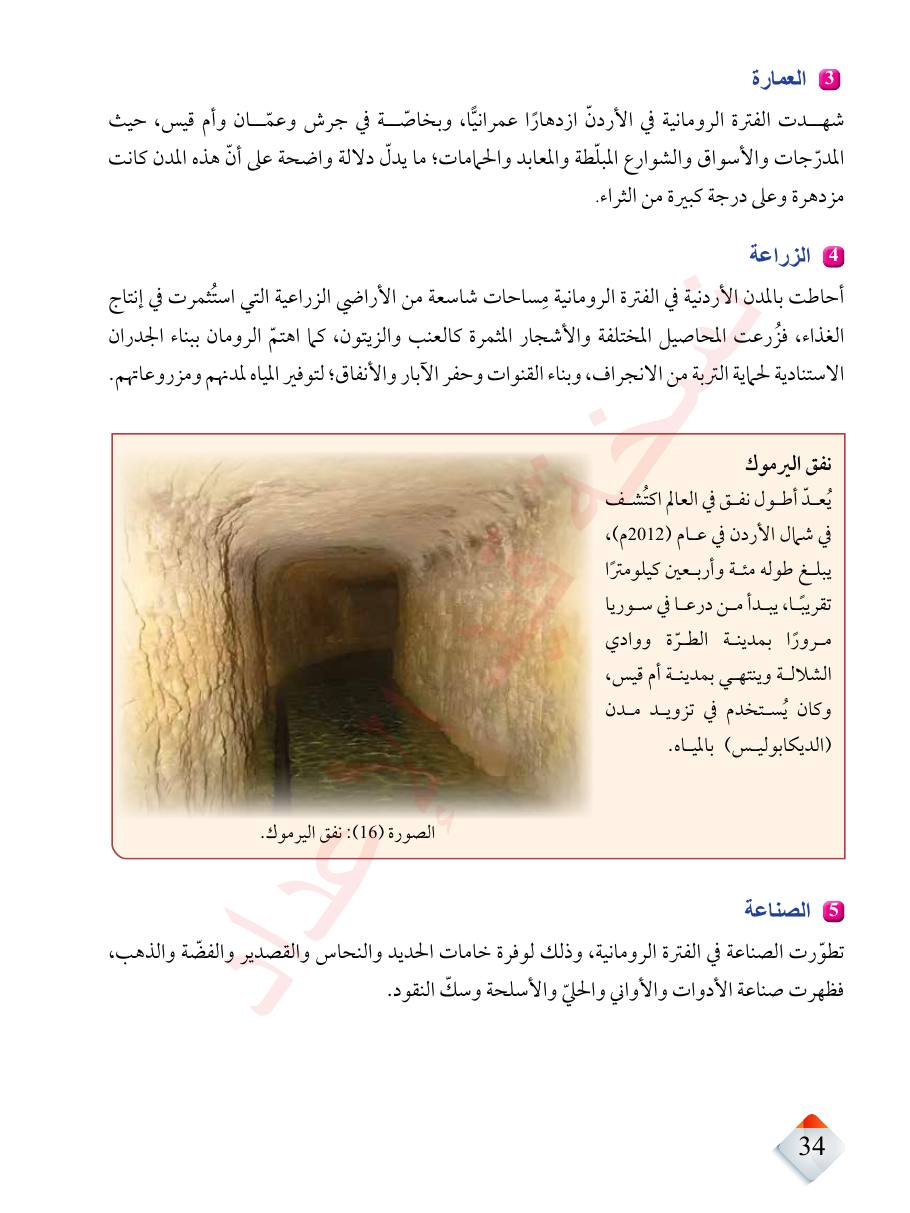 3 العمارة
شهـــدت الفترة الرومانية في الأردنّ ازدهارًا عمرانيًّا، وبخاصّـــة في جرش وعمّـــان وأم قيس، حيث
المدرّجات والأسواق والشوارع المبلّطة والمعابد والحمامات؛ ما يدلّ دلالة واضحة على أنّ هذه المدن كانت
مزدهرة وعلى درجة كبيرة من الثراء.
4 الزراعة
أحاطت بالمدن الأردنية في الفترة الرومانية مِساحات شاسعة من الأراضي الزراعية التي استُثمرت في إنتاج
الغذاء، فزُرعت المحاصيل المختلفة والأشجار المثمرة كالعنب والزيتون، كما اهتمّ الرومان ببناء الجدران
الاستنادية لحماية التربة من الانجراف، وبناء القنوات وحفر الآبار والأنفاق؛ لتوفير المياه لمدنهم ومزروعاتهم.
نفق اليرموك
يُعدّ أطول نفق في العالم اكتُشف
في شمال الأردن في عام (2012م)،
يبلغ طوله مئة وأربعين كيلومترًا
تقريبًا، يبدأ من درعا في سوريا
مرورًا بمدينة الطرّة ووادي
الشلالة وينتهي بمدينة أم قيس،
وكان يُستخدم في تزويد مدن
(الديكابوليس) بالمياه.
الصورة (16): نفق اليرموك.
5 الصناعة
تطوّرت الصناعة في الفترة الرومانية، وذلك لوفرة خامات الحديد والنحاس والقصدير والفضّة والذهب،
فظهرت صناعة الأدوات والأواني والحليّ والأسلحة وسكّ النقود.
34
نسخة قيد الإعداد